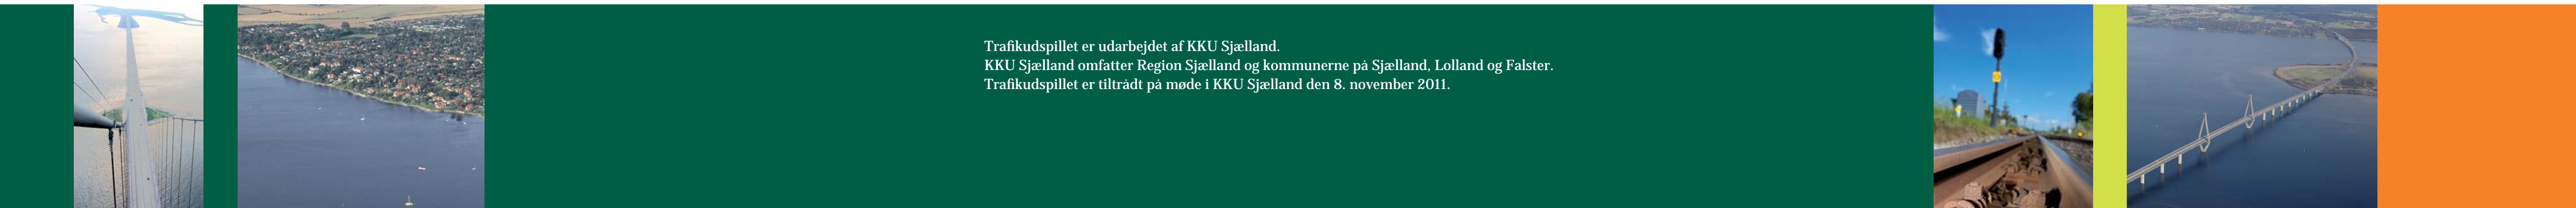 Trafikudspillet er udarbejdet af KKU Sjælland.
KKU Sjælland omfatter Region Sjælland og kommunerne på Sjælland, Lolland og Falster.
Trafikudspillet er tiltrådt på møde i KKU Sjælland den 8. november 2011.